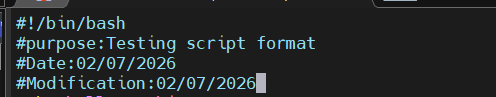 #!/bin/bash
#purpose:Testing script format
#Date:02/07/2026
#Modification:02/07/2026